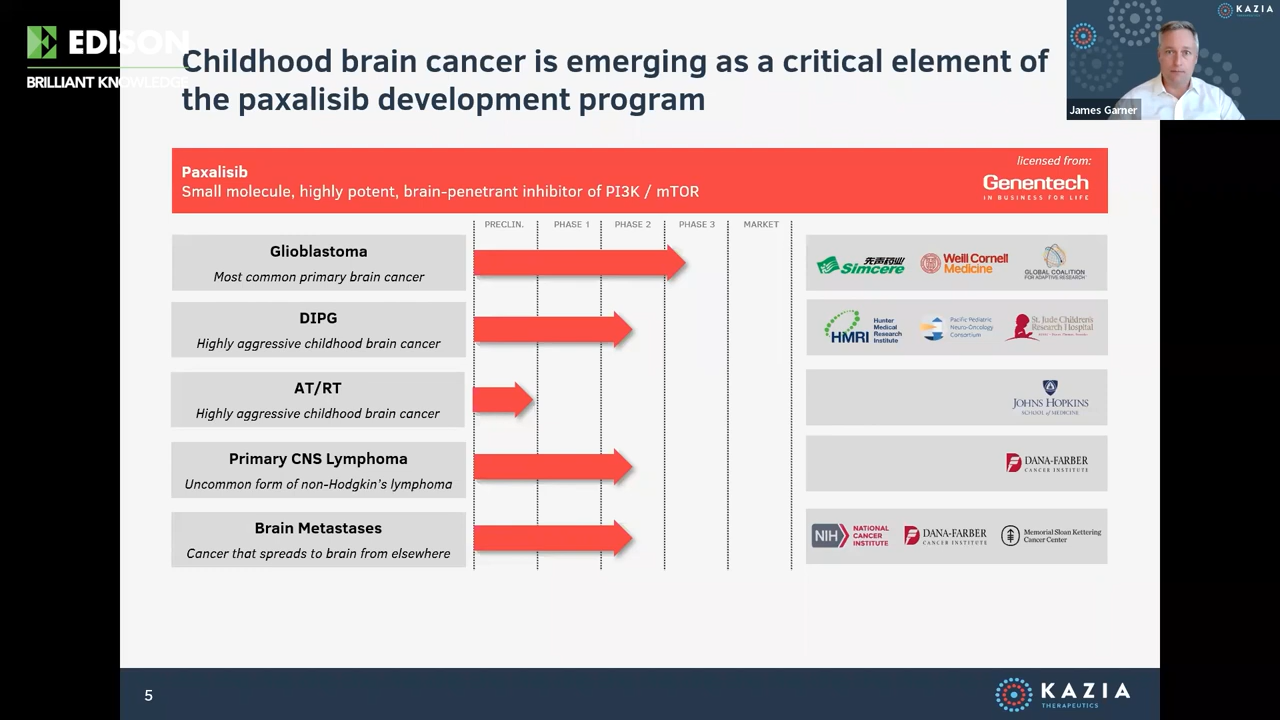 EDISON
BRILLIANT KNOWLEDGE
Childhood brain cancer is emerging as a critical element of
the paxalisib development program
KAZIA
THERAPEUTICS
James Garner
Paxalisib
Small molecule, highly potent, brain-penetrant inhibitor of PI3K / mTOR
licensed from:
Genentech
IN BUSINESS FOR LIFE
PRECLIN.
PHASE 1
PHASE 2
PHASE 3
MARKET
Glioblastoma
Most common primary brain cancer
先声药业
Simcere
Weill Cornell
Medicine
GLOBAL COALITION
FOR ADAPTIVE RESEARCH
DIPG
Highly aggressive childhood brain cancer
HMRI
Hunter
Medical
Research
Institute
Pacific Pediatric
Neuro-Oncology
Consortium
St. Jude Children's
Research Hospital
AT/RT
Highly aggressive childhood brain cancer
JOHNS HOPKINS
SCHOOL of MEDICINE
Primary CNS Lymphoma
Uncommon form of non-Hodgkin's lymphoma
DANA-FARBER
CANCER INSTITUTE
Brain Metastases
Cancer that spreads to brain from elsewhere
NIH
NATIONAL
CANCER
INSTITUTE
DANA-FARBER
CANCER INSTITUTE
Memorial Sloan Kettering
Cancer Center
5
KAZIA
THERAPEUTICS